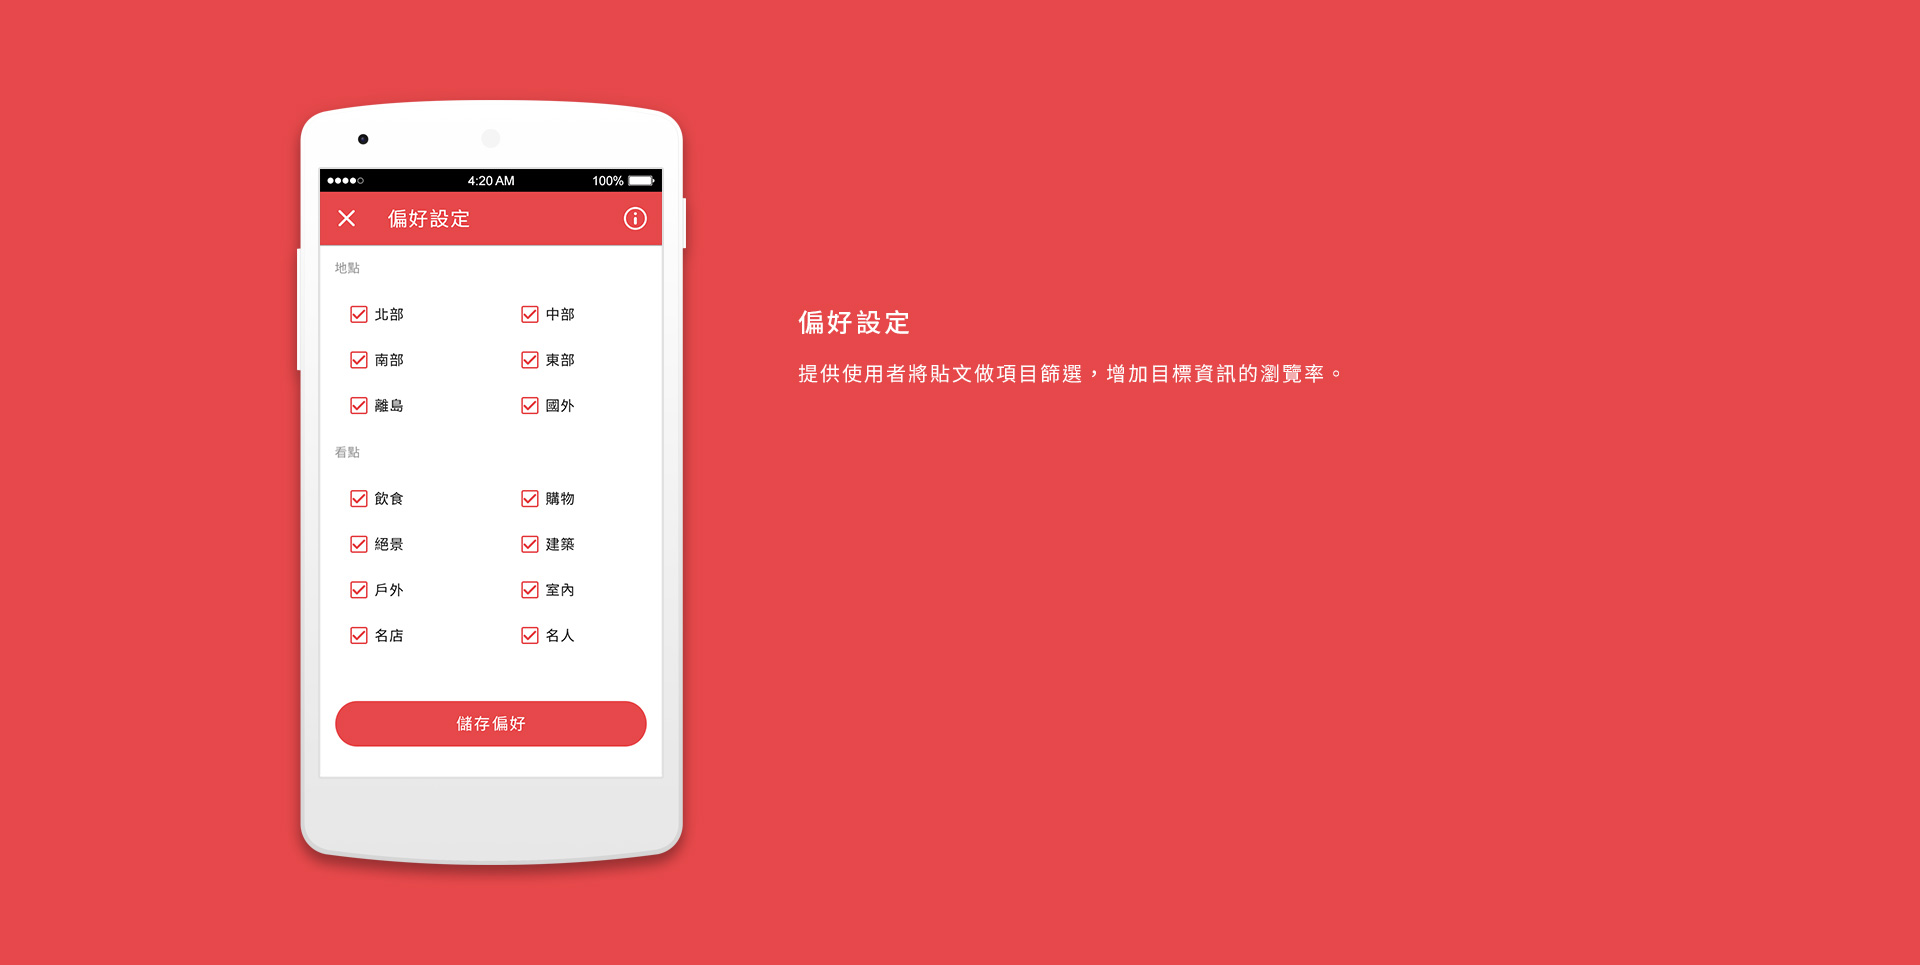 4:20 AM 100%
偏好設定
地點
北部 中部
南部 東部
離島 國外
看點
飲食 購物
絕景 建築
戶外 室內
名店 名人
儲存偏好
偏好設定
提供使用者將貼文做項目篩選，增加目標資訊的瀏覽率。